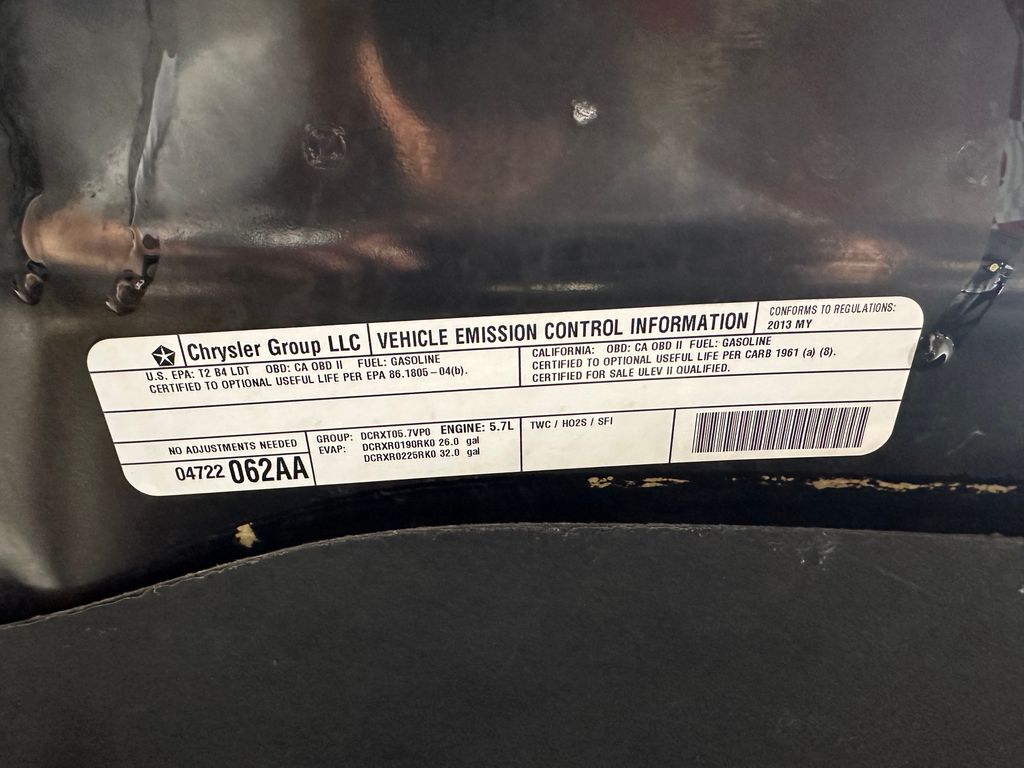 Chrysler Group LLC
VEHICLE EMISSION CONTROL INFORMATION
CONFORMS TO REGULATIONS:
2013 MY
U.S. EPA: T2 B4 LDT OBD: CA OBD II FUEL: GASOLINE
CERTIFIED TO OPTIONAL USEFUL LIFE PER EPA 86.1805-04(b).
CALIFORNIA: OBD: CA OBD II FUEL: GASOLINE
CERTIFIED TO OPTIONAL USEFUL LIFE PER CARB 1961 (a) (8).
CERTIFIED FOR SALE ULEV II QUALIFIED.
NO ADJUSTMENTS NEEDED
04722 062AA
GROUP: DCRXT05.7VP0 ENGINE: 5.7L
EVAP: DCRXR0190RK0 26.0 gal
DCRXR0225RK0 32.0 gal
TWC / HO2S / SFI